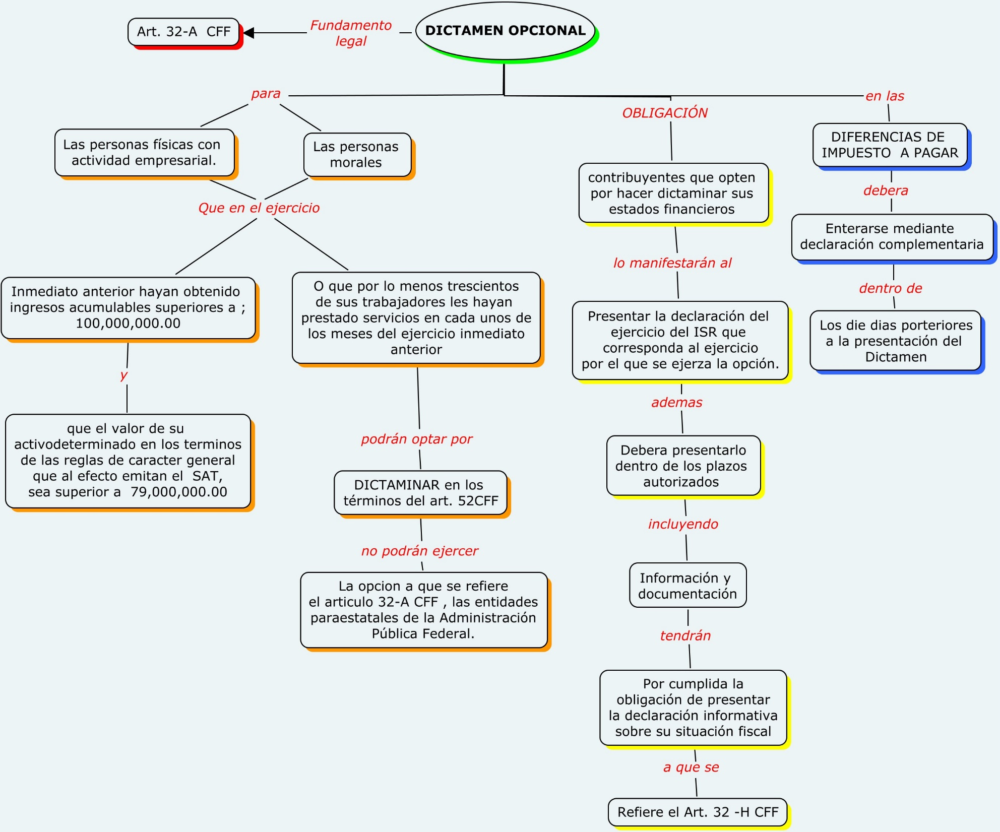 DICTAMEN OPCIONAL
Fundamento
legal
Art. 32-A  CFF
para
Las personas físicas con
actividad empresarial.
Las personas
morales
Que en el ejercicio
Inmediato anterior hayan obtenido
ingresos acumulables superiores a ;
100,000,000.00
y
que el valor de su
activodeterminado en los terminos
de las reglas de caracter general
que al efecto emitan el  SAT,
sea superior a  79,000,000.00
O que por lo menos trescientos
de sus trabajadores les hayan
prestado servicios en cada unos de
los meses del ejercicio inmediato
anterior
podrán optar por
DICTAMINAR en los
términos del art. 52CFF
no podrán ejercer
La opcion a que se refiere
el articulo 32-A CFF , las entidades
paraestatales de la Administración
Pública Federal.
OBLIGACIÓN
contribuyentes que opten
por hacer dictaminar sus
estados financieros
lo manifestarán al
Presentar la declaración del
ejercicio del ISR que
corresponda al ejercicio
por el que se ejerza la opción.
ademas
Debera presentarlo
dentro de los plazos
autorizados
incluyendo
Información y
documentación
tendrán
Por cumplida la
obligación de presentar
la declaración informativa
sobre su situación fiscal
a que se
Refiere el Art. 32 -H CFF
en las
DIFERENCIAS DE
IMPUESTO  A PAGAR
debera
Enterarse mediante
declaración complementaria
dentro de
Los die dias porteriores
a la presentación del
Dictamen